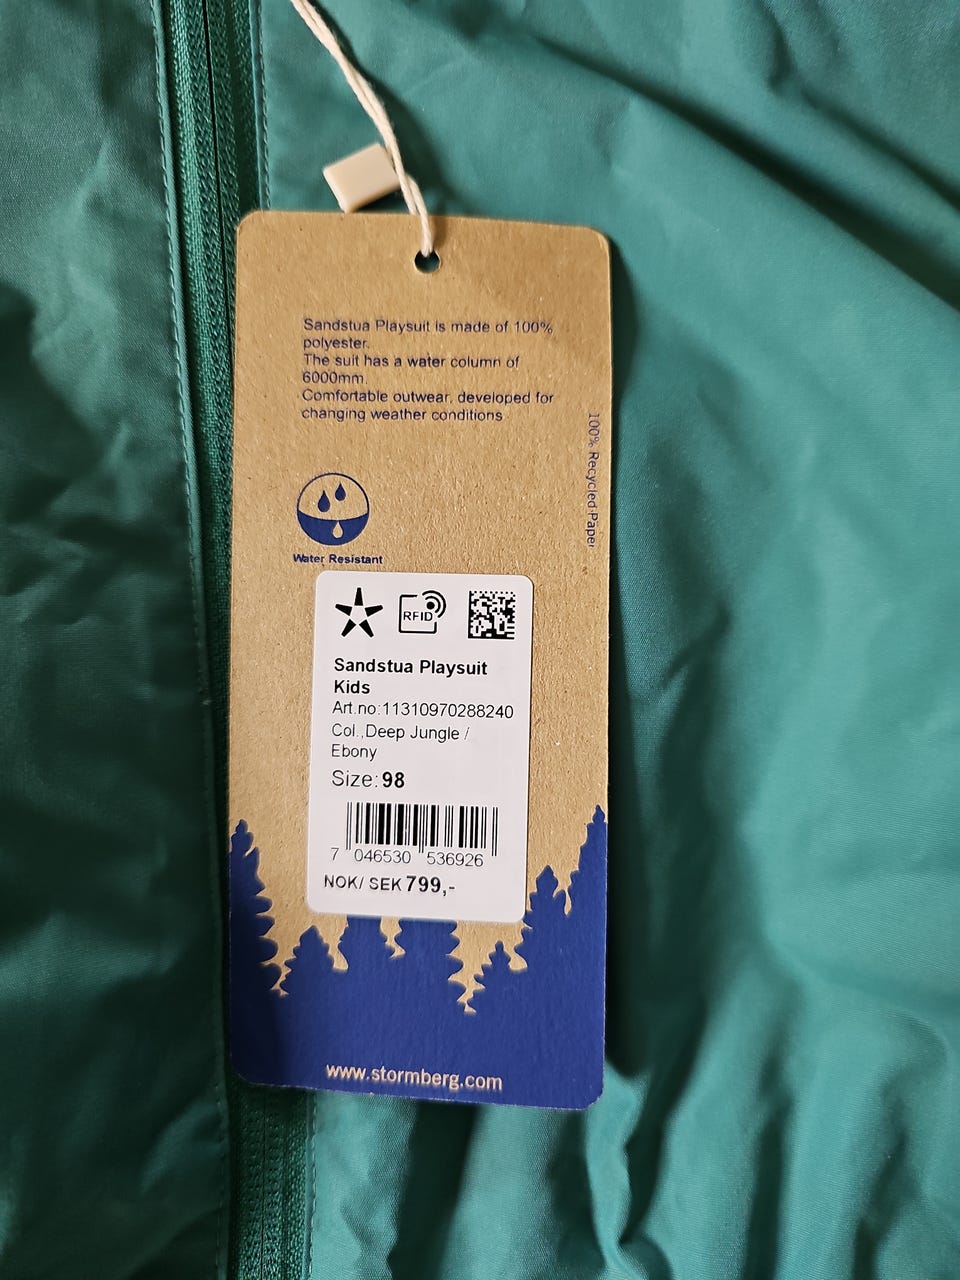 Sandstua Playsuit is made of 100%
polyester.
The suit has a water column of
6000mm.
Comfortable outwear, developed for
changing weather conditions
100% Recycled Paper
Water Resistant
RFID
Sandstua Playsuit
Kids
Art.no:11310970288240
Col.,Deep Jungle /
Ebony
Size: 98
7 046530 536926
NOK/ SEK 799,-
www.stormberg.com